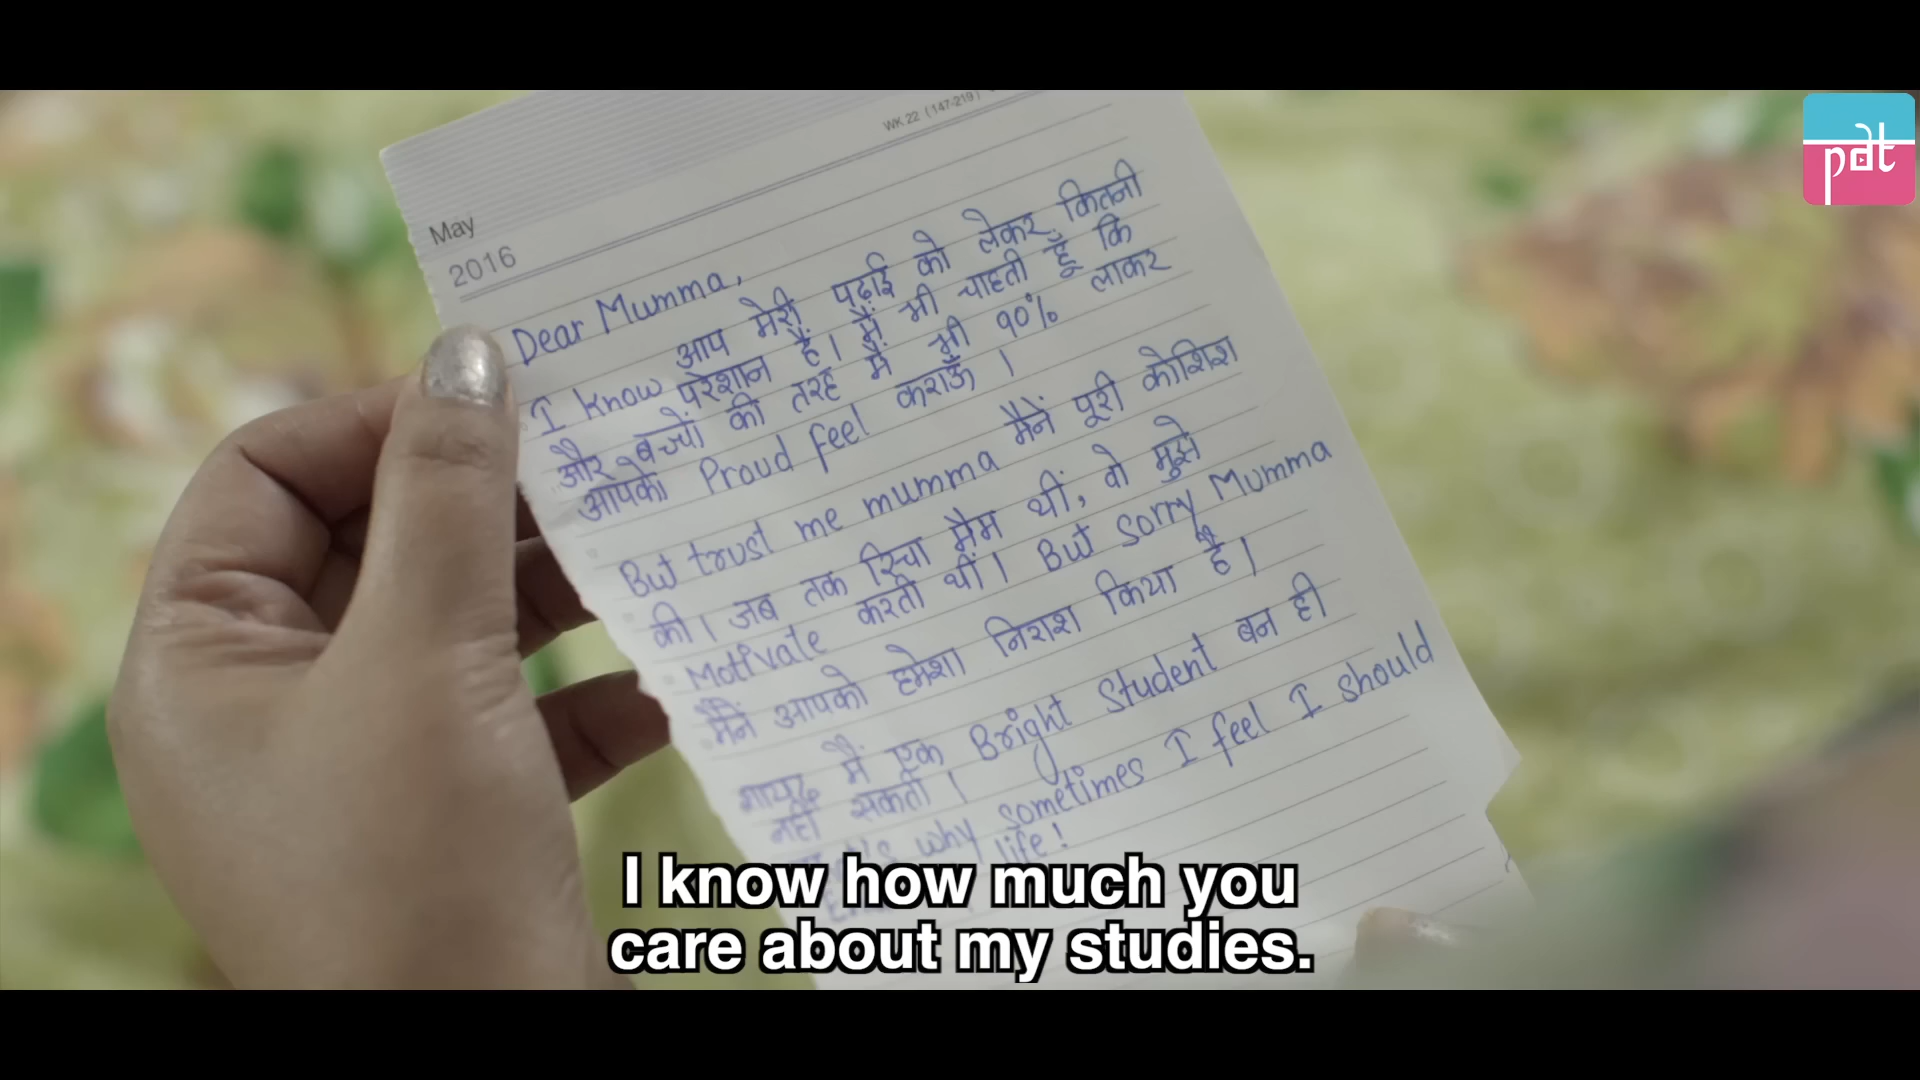 WK 22 (147-219)
May
2016
Dear Mumma,
I know आप मेरी पढ़ाई को लेकर कितनी
परेशान हैं। मैं भी चाहती हूँ कि
और बच्चों की तरह मैं भी 90% लाकर
आपको Proud feel कराऊँ।
But trust me mumma मैनें पूरी कोशिश
की। जब तक रिचा मैम थीं, वो मुझे
Motivate करती थीं। But sorry Mumma
मैंनें आपको हमेशा निराश किया है।
शायद मैं एक Bright Student बन ही
नहीं सकती।
why sometimes I feel I should
life!
I know how much you
care about my studies.
pat